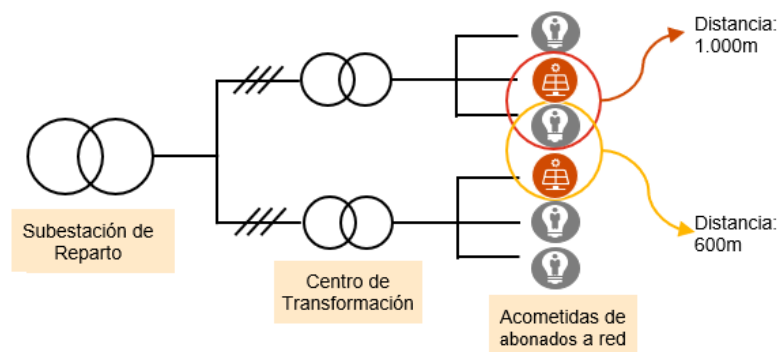 Distancia:
1.000m
Subestación de
Reparto
Distancia:
600m
Centro de
Transformación
Acometidas de
abonados a red